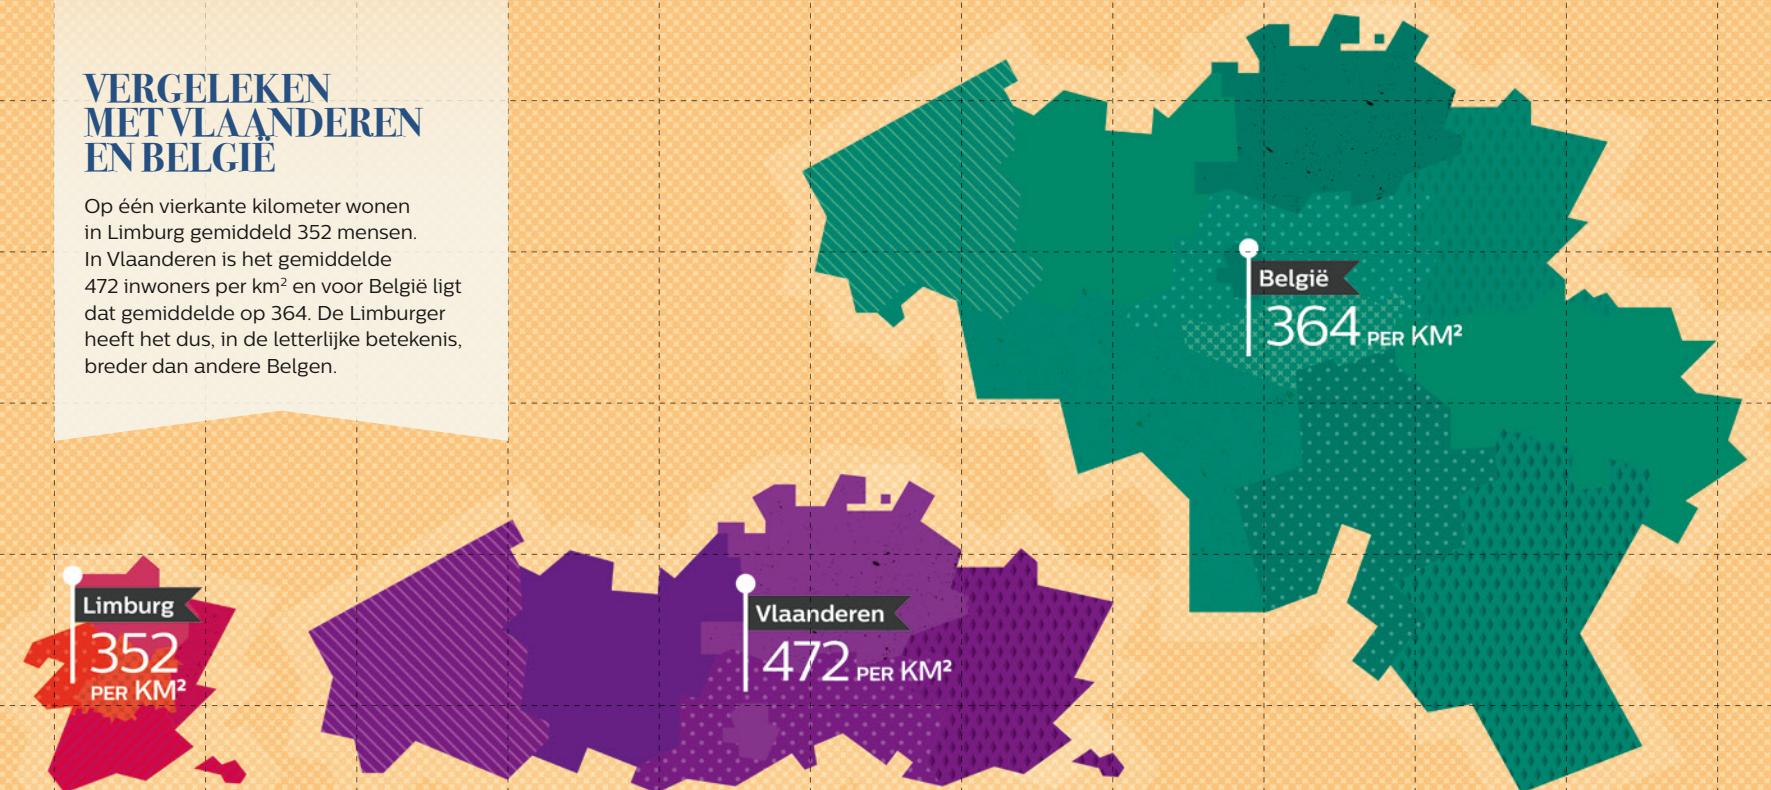 VERGELEKEN
MET VLAANDEREN
EN BELGIË
Op één vierkante kilometer wonen
in Limburg gemiddeld 352 mensen.
In Vlaanderen is het gemiddelde
472 inwoners per km² en voor België ligt
dat gemiddelde op 364. De Limburger
heeft het dus, in de letterlijke betekenis,
breder dan andere Belgen.
België
364 PER KM²
Limburg
352
PER KM²
Vlaanderen
472 PER KM²